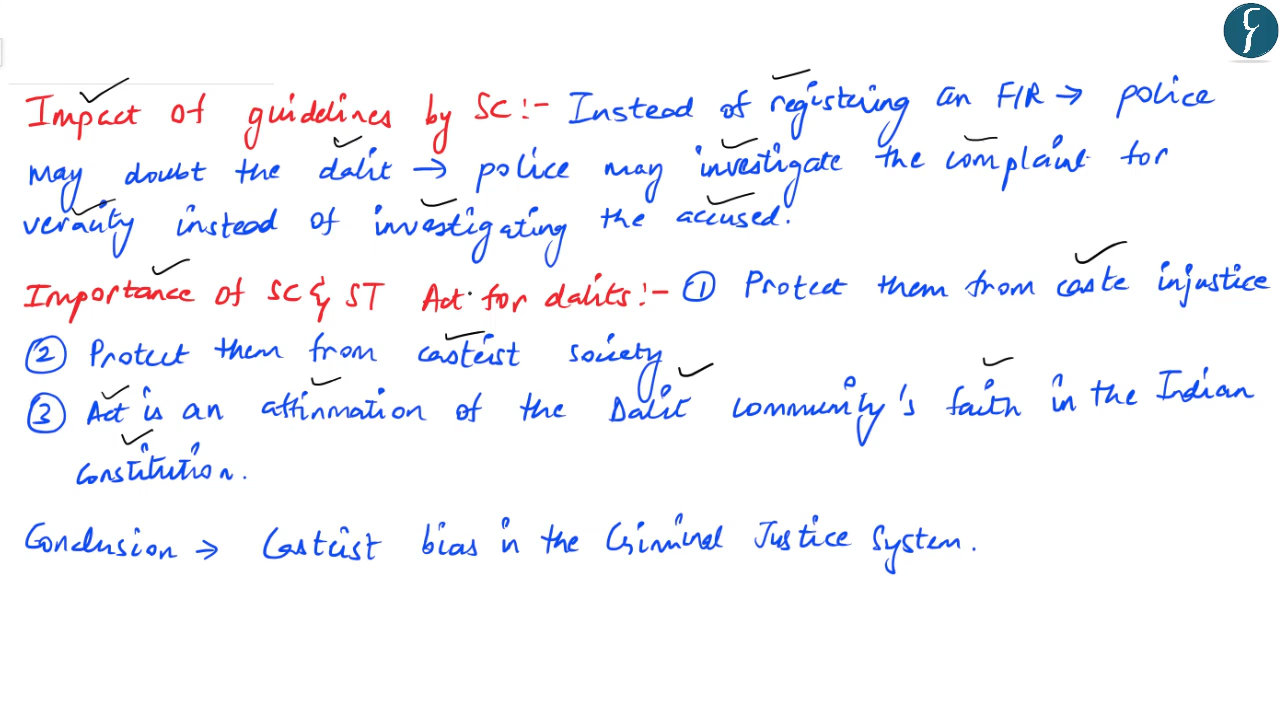 Impact of guidelines by SC:- Instead of registering an FIR → police
may doubt the dalit → police may investigate the complaint for
veracity instead of investigating the accused.
Importance of SC & ST Act for dalits:- ① Protect them from caste injustice
② Protect them from casteist society
③ Act is an affirmation of the Dalit community's faith in the Indian
constitution.
Conclusion → Casteist bias in the Criminal Justice System.